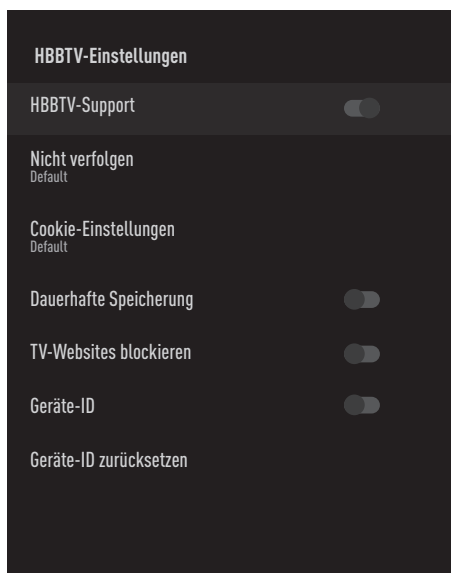 HBBTV-Einstellungen
HBBTV-Support
Nicht verfolgen
Default
Cookie-Einstellungen
Default
Dauerhafte Speicherung
TV-Websites blockieren
Geräte-ID
Geräte-ID zurücksetzen